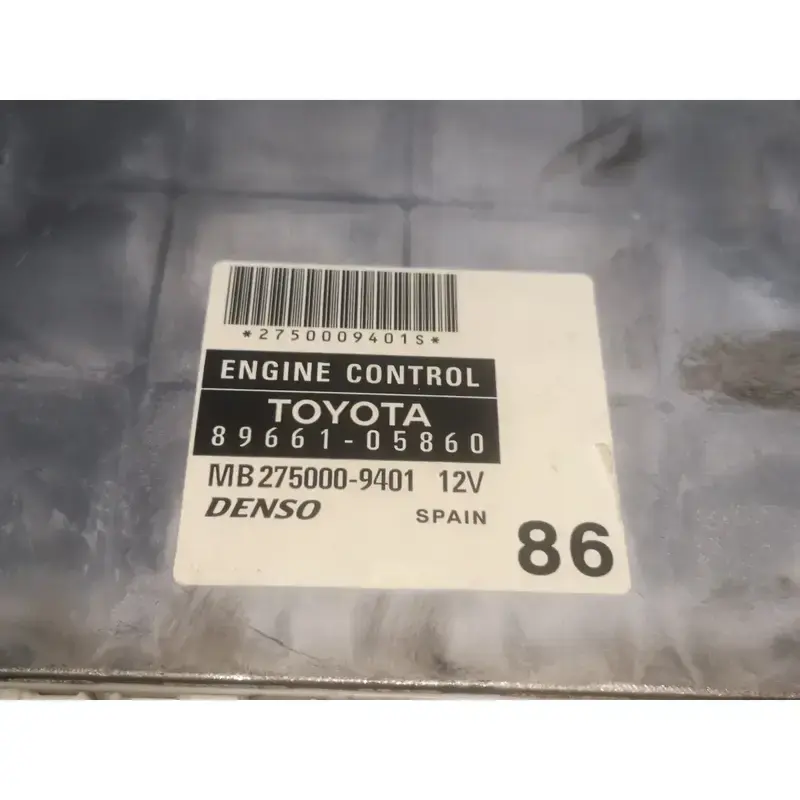 *2750009401S*
ENGINE CONTROL
TOYOTA
89661-05860
MB275000-9401 12V
DENSO SPAIN
86